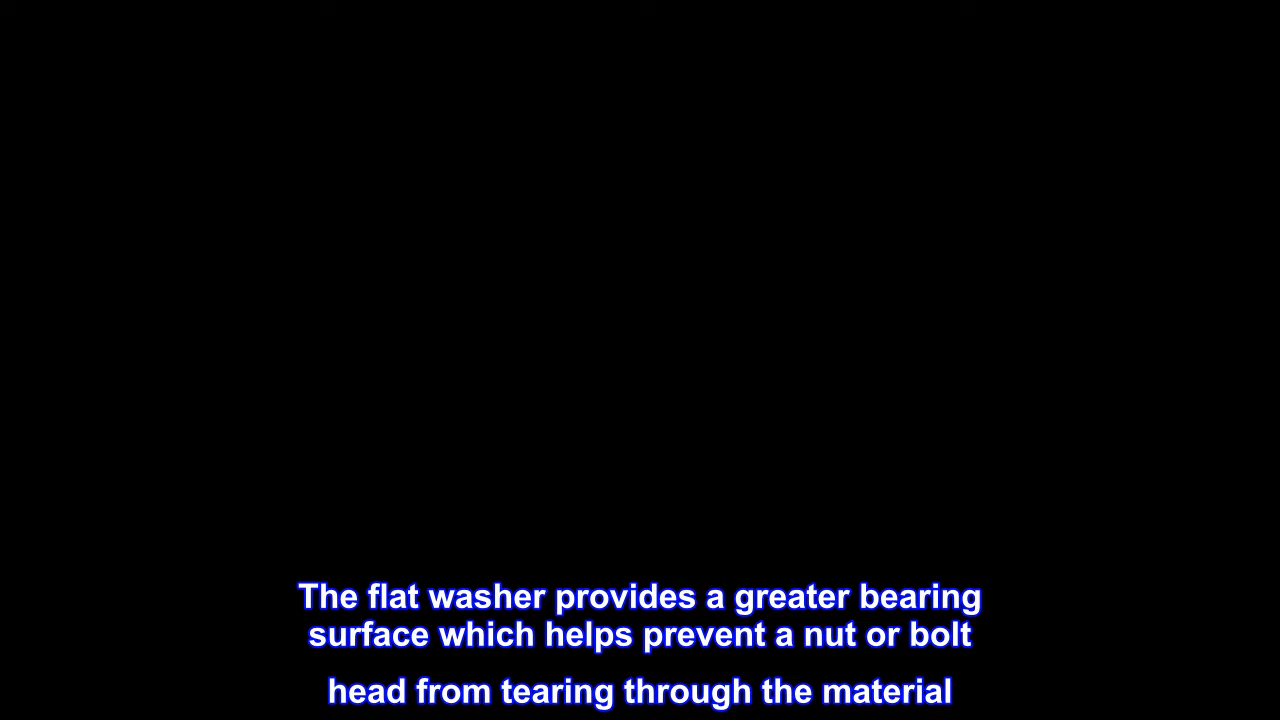 The flat washer provides a greater bearing
surface which helps prevent a nut or bolt
head from tearing through the material